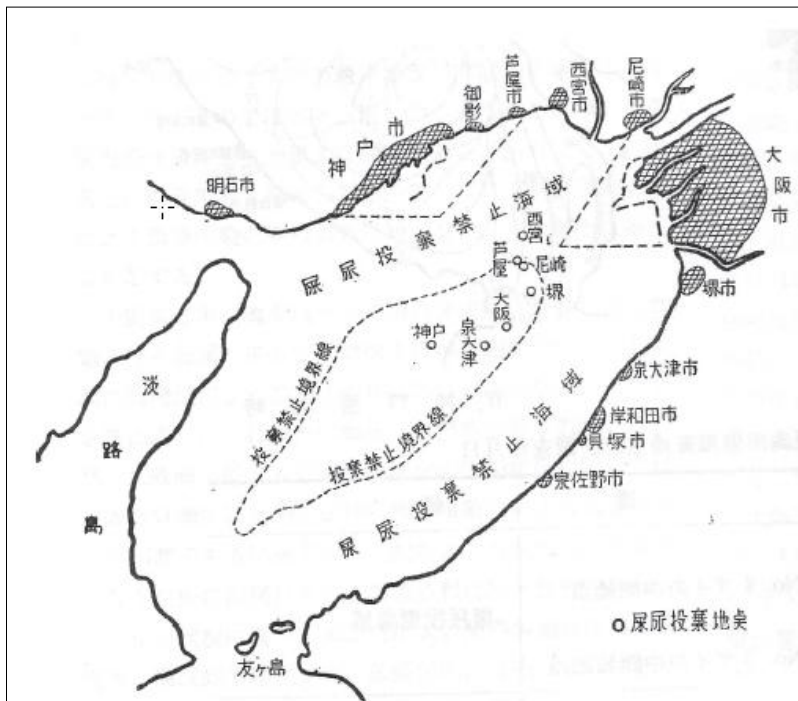 尼崎市
西宮市
芦尾市
御影
神户市
明石市
大阪市
屎尿投棄禁止海域
西宮
芦屋
尼崎
堺
大阪
泉大津
神户
堺市
泉大津市
岸和田市
貝塚市
泉佐野市
投棄禁止境界線
投棄禁止境界線
屎尿投棄禁止海域
淡路島
友ヶ島
屎尿投棄地奌